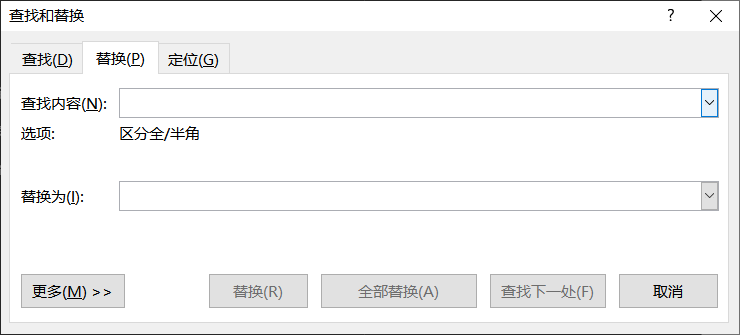 查找和替换
查找(D) 替换(P) 定位(G)
查找内容(N):
选项: 区分全/半角
替换为(I):
更多(M) >> 替换(R) 全部替换(A) 查找下一处(F) 取消